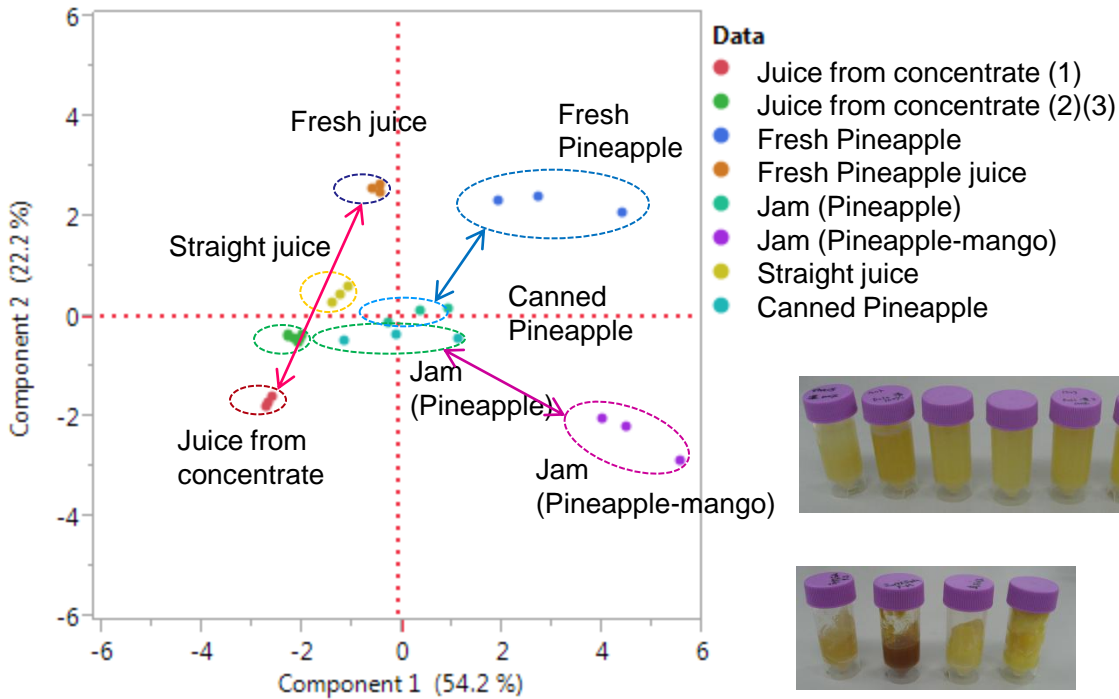 6
4
2
0
-2
-4
-6
Component 2 (22.2 %)
-6
-4
-2
0
2
4
6
Component 1 (54.2 %)
Fresh juice
Fresh
Pineapple
Straight juice
Canned
Pineapple
Jam
(Pineapple)
Juice from
concentrate
Jam
(Pineapple-mango)
Data
Juice from concentrate (1)
Juice from concentrate (2)(3)
Fresh Pineapple
Fresh Pineapple juice
Jam (Pineapple)
Jam (Pineapple-mango)
Straight juice
Canned Pineapple